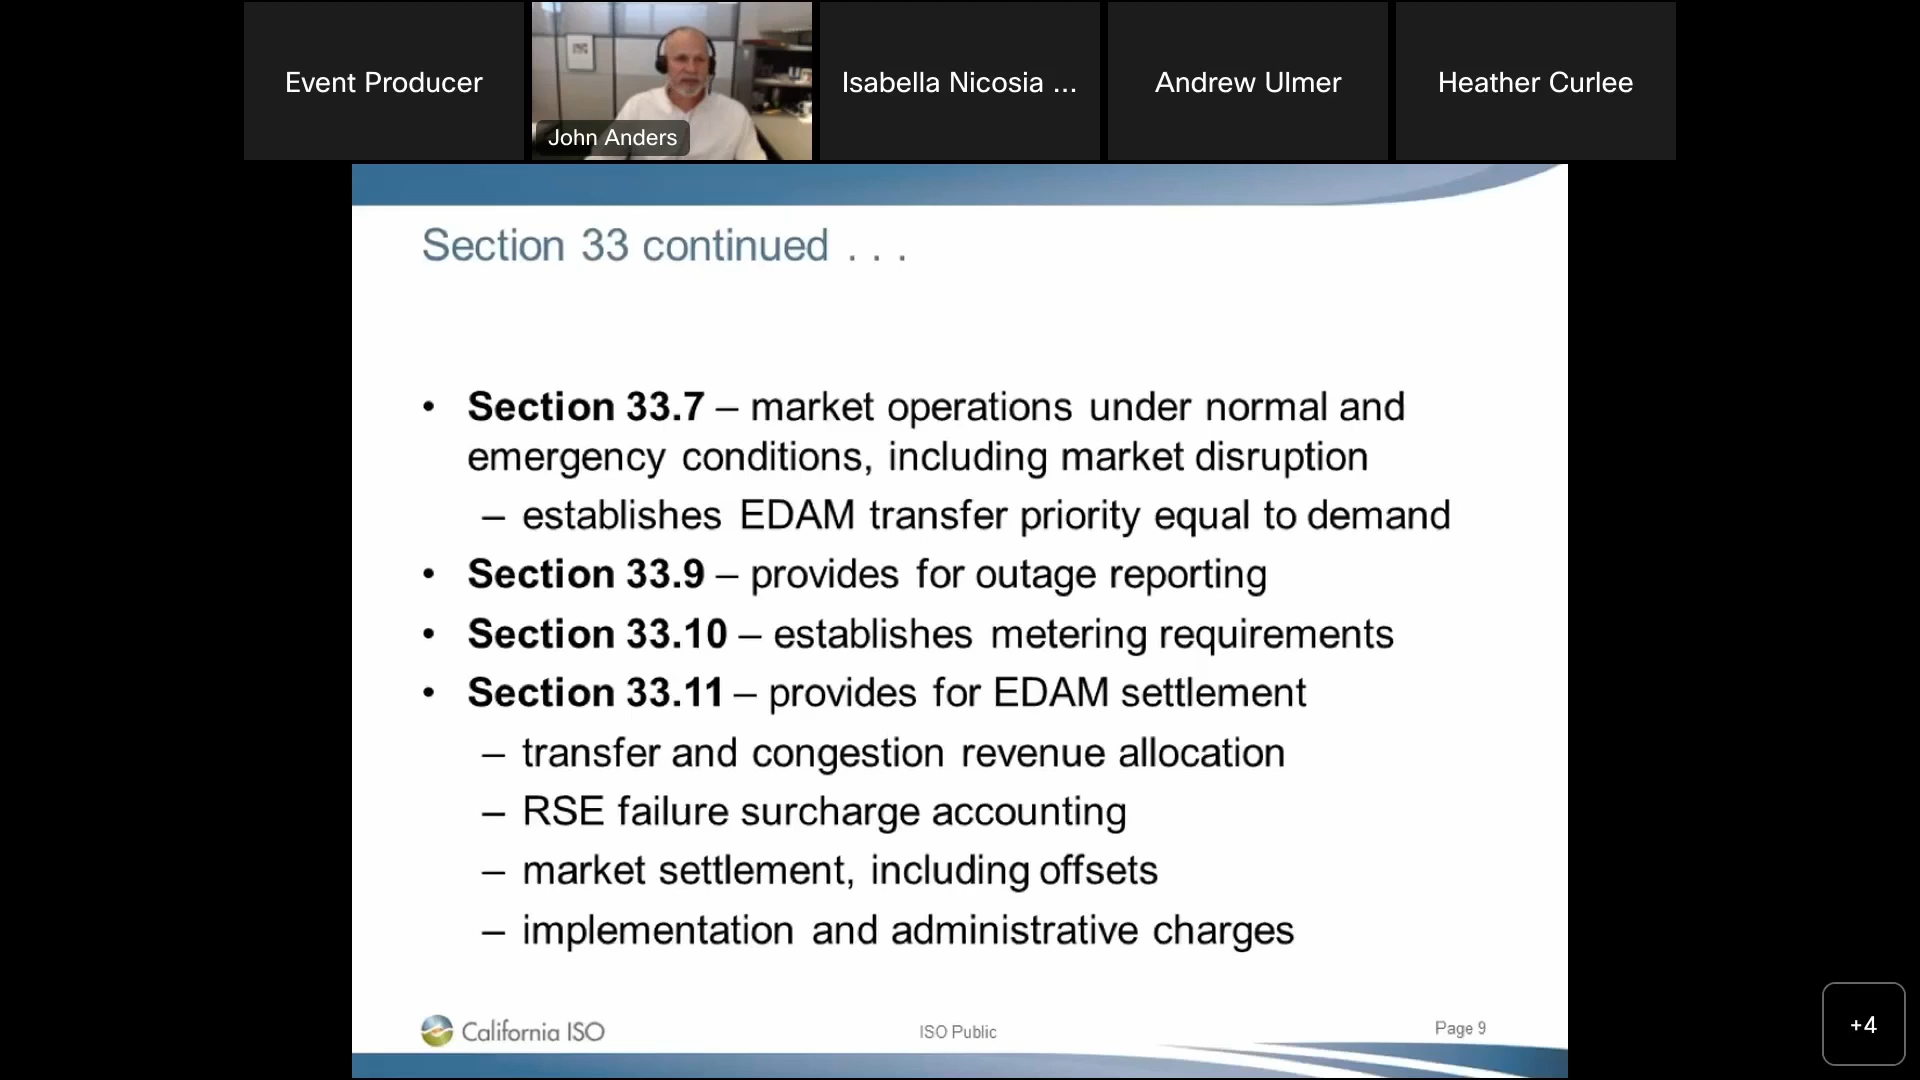 Event Producer
John Anders
Isabella Nicosia ...
Andrew Ulmer
Heather Curlee
Section 33 continued . . .
• Section 33.7 – market operations under normal and
emergency conditions, including market disruption
– establishes EDAM transfer priority equal to demand
• Section 33.9 – provides for outage reporting
• Section 33.10 – establishes metering requirements
• Section 33.11 – provides for EDAM settlement
– transfer and congestion revenue allocation
– RSE failure surcharge accounting
– market settlement, including offsets
– implementation and administrative charges
California ISO
ISO Public
Page 9
+4